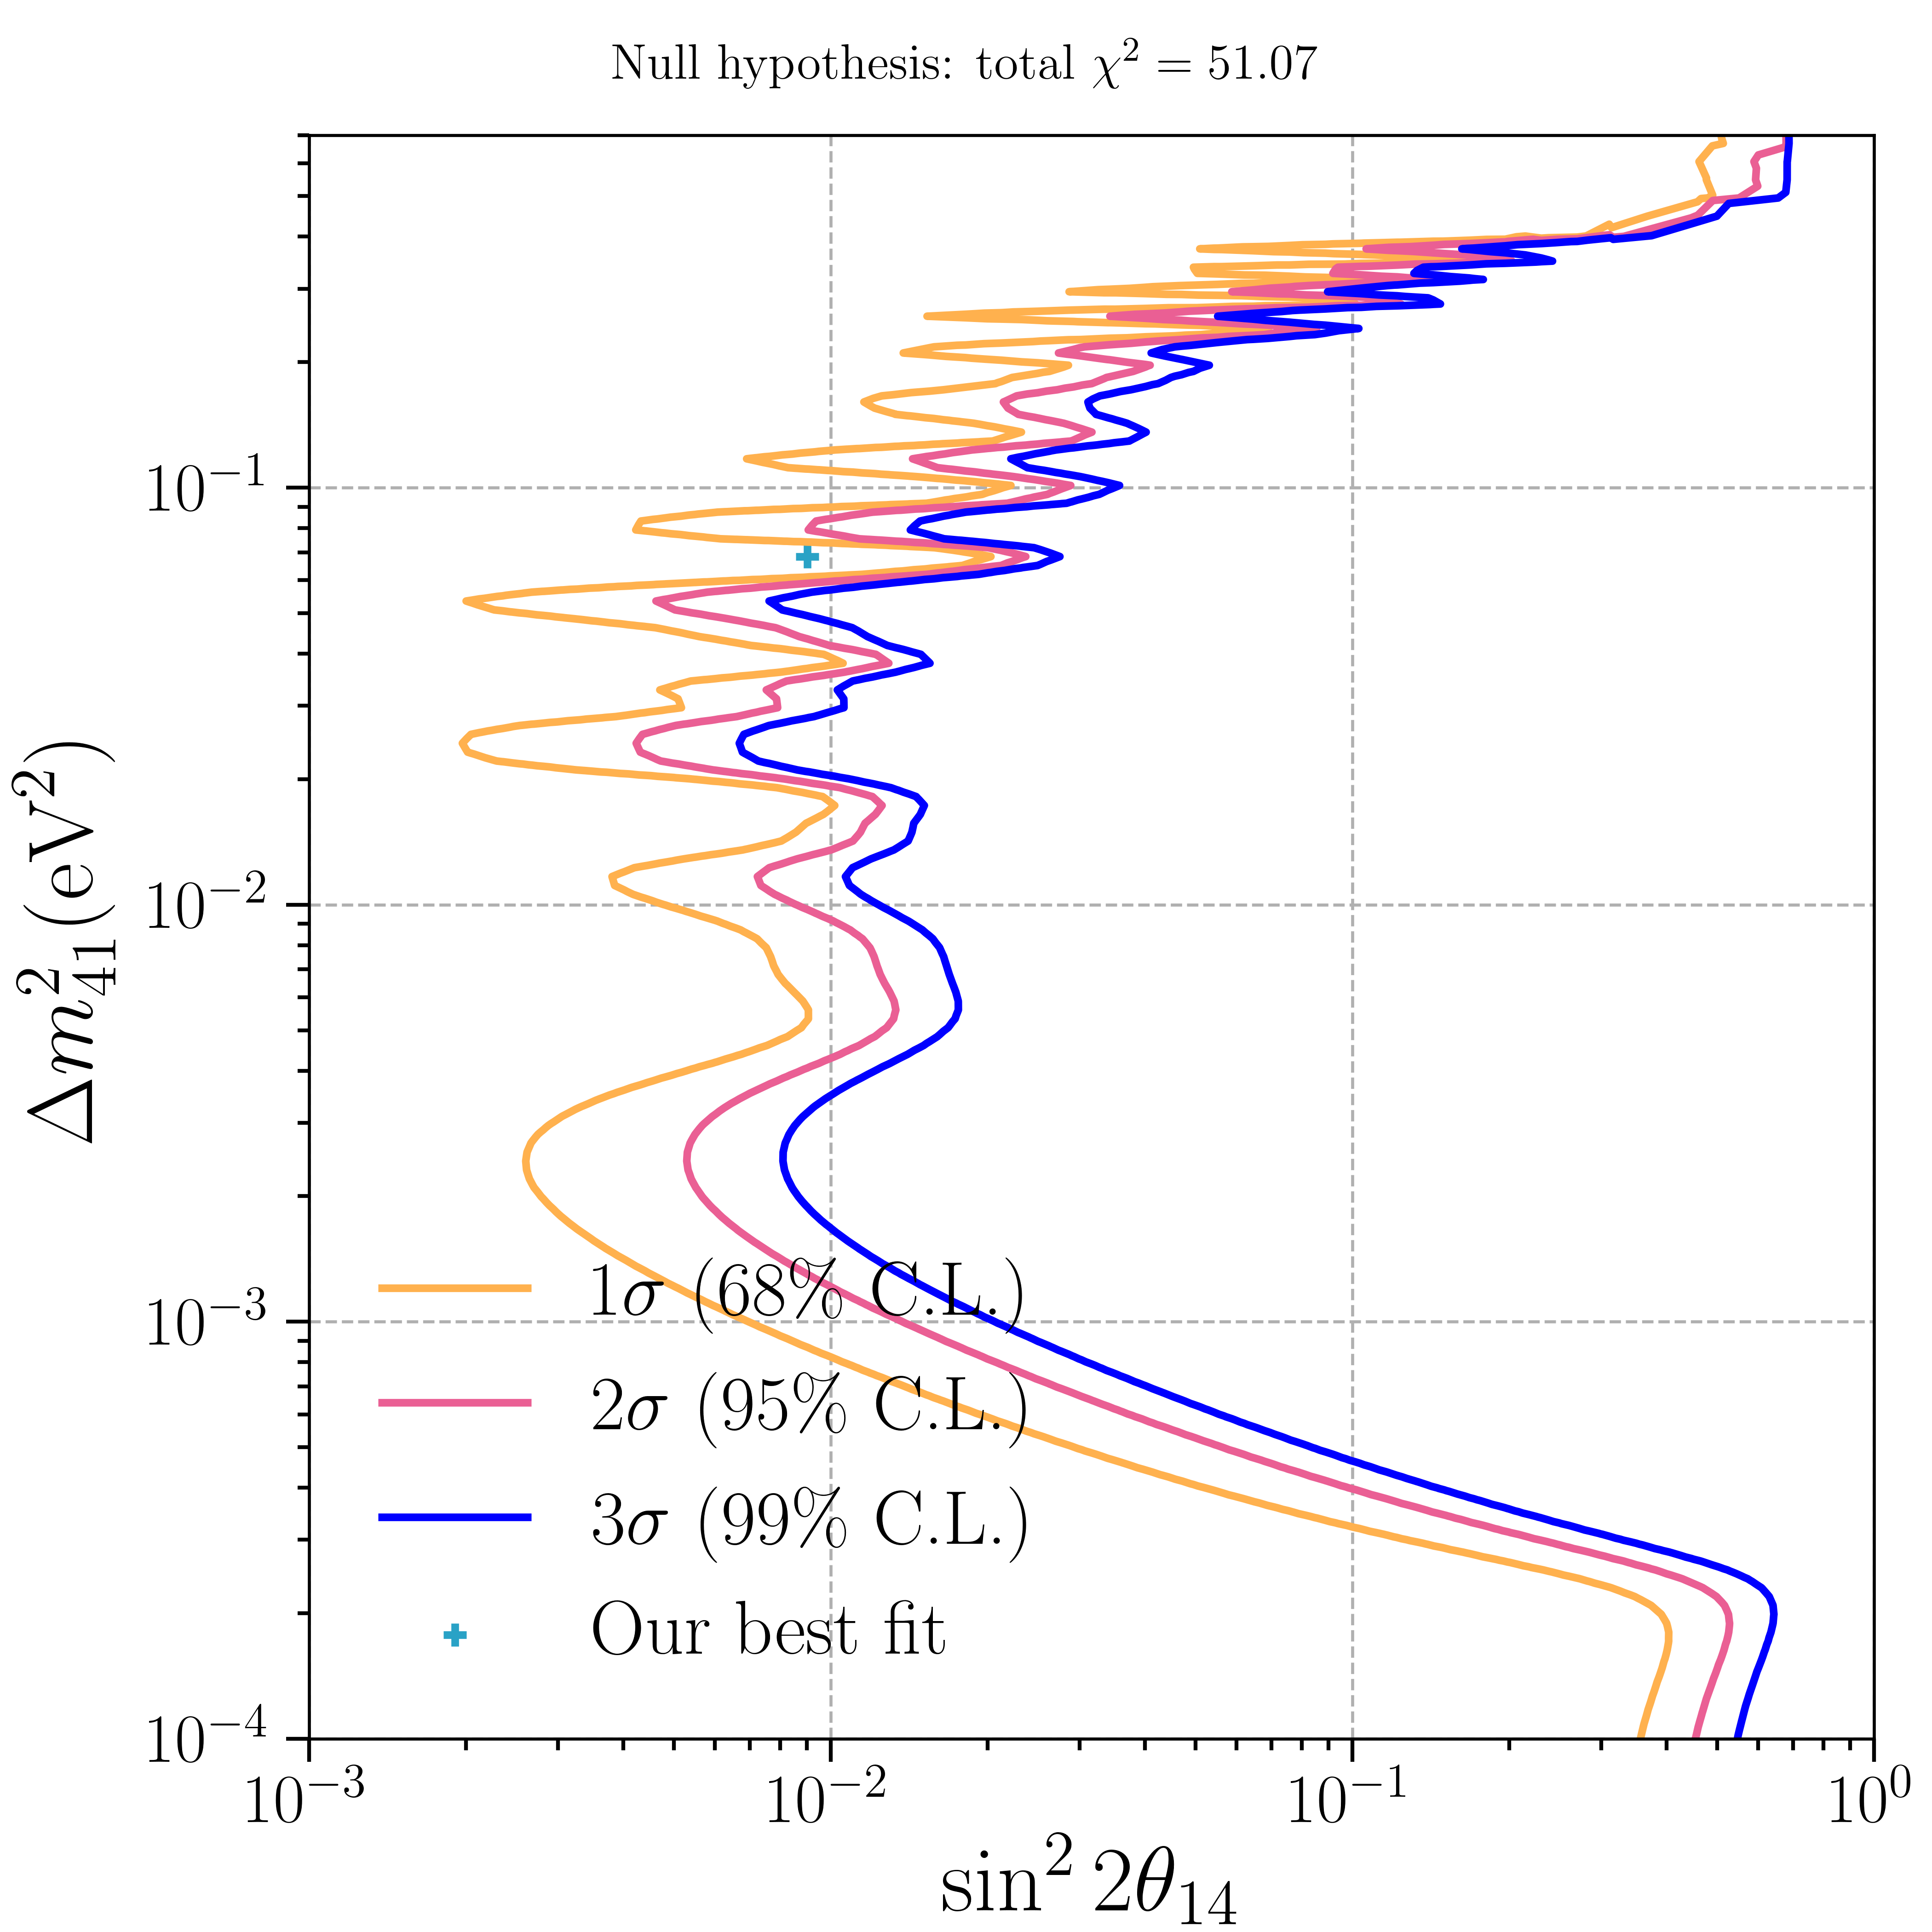 Null hypothesis: total χ² = 51.07
Δm²₄₁(eV²)
10⁻¹
10⁻²
10⁻³
10⁻⁴
1σ (68% C.L.)
2σ (95% C.L.)
3σ (99% C.L.)
Our best fit
10⁻³ 10⁻² 10⁻¹ 10⁰
sin² 2θ₁₄